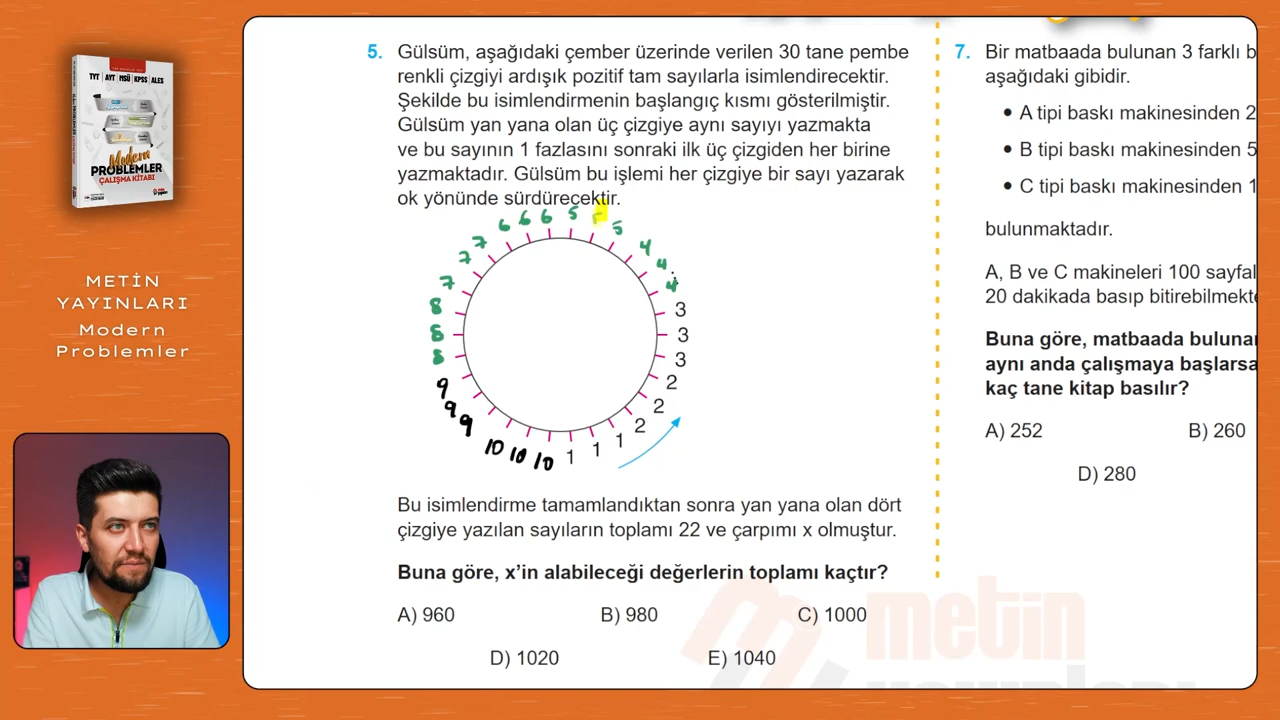 TYT | AYT | MSÜ | KPSS | ALES
Modern
PROBLEMLER
ÇALIŞMA KİTABI
METİN
YAYINLARI
Modern
Problemler
5. Gülsüm, aşağıdaki çember üzerinde verilen 30 tane pembe
renkli çizgiyi ardışık pozitif tam sayılarla isimlendirecektir.
Şekilde bu isimlendirmenin başlangıç kısmı gösterilmiştir.
Gülsüm yan yana olan üç çizgiye aynı sayıyı yazmakta
ve bu sayının 1 fazlasını sonraki ilk üç çizgiden her birine
yazmaktadır. Gülsüm bu işlemi her çizgiye bir sayı yazarak
ok yönünde sürdürecektir.
6 6 6 5 5 5
7 7 7 4 4 4
8 8 8 3 3 3
9 9 9 2 2 2
10 10 10 1 1 1
Bu isimlendirme tamamlandıktan sonra yan yana olan dört
çizgiye yazılan sayıların toplamı 22 ve çarpımı x olmuştur.
Buna göre, x'in alabileceği değerlerin toplamı kaçtır?
A) 960 B) 980 C) 1000
D) 1020 E) 1040
7. Bir matbaada bulunan 3 farklı b
aşağıdaki gibidir.
• A tipi baskı makinesinden 2
• B tipi baskı makinesinden 5
• C tipi baskı makinesinden 1
bulunmaktadır.
A, B ve C makineleri 100 sayfal
20 dakikada basıp bitirebilmekte
Buna göre, matbaada buluna
aynı anda çalışmaya başlarsa
kaç tane kitap basılır?
A) 252 B) 260
D) 280
metin